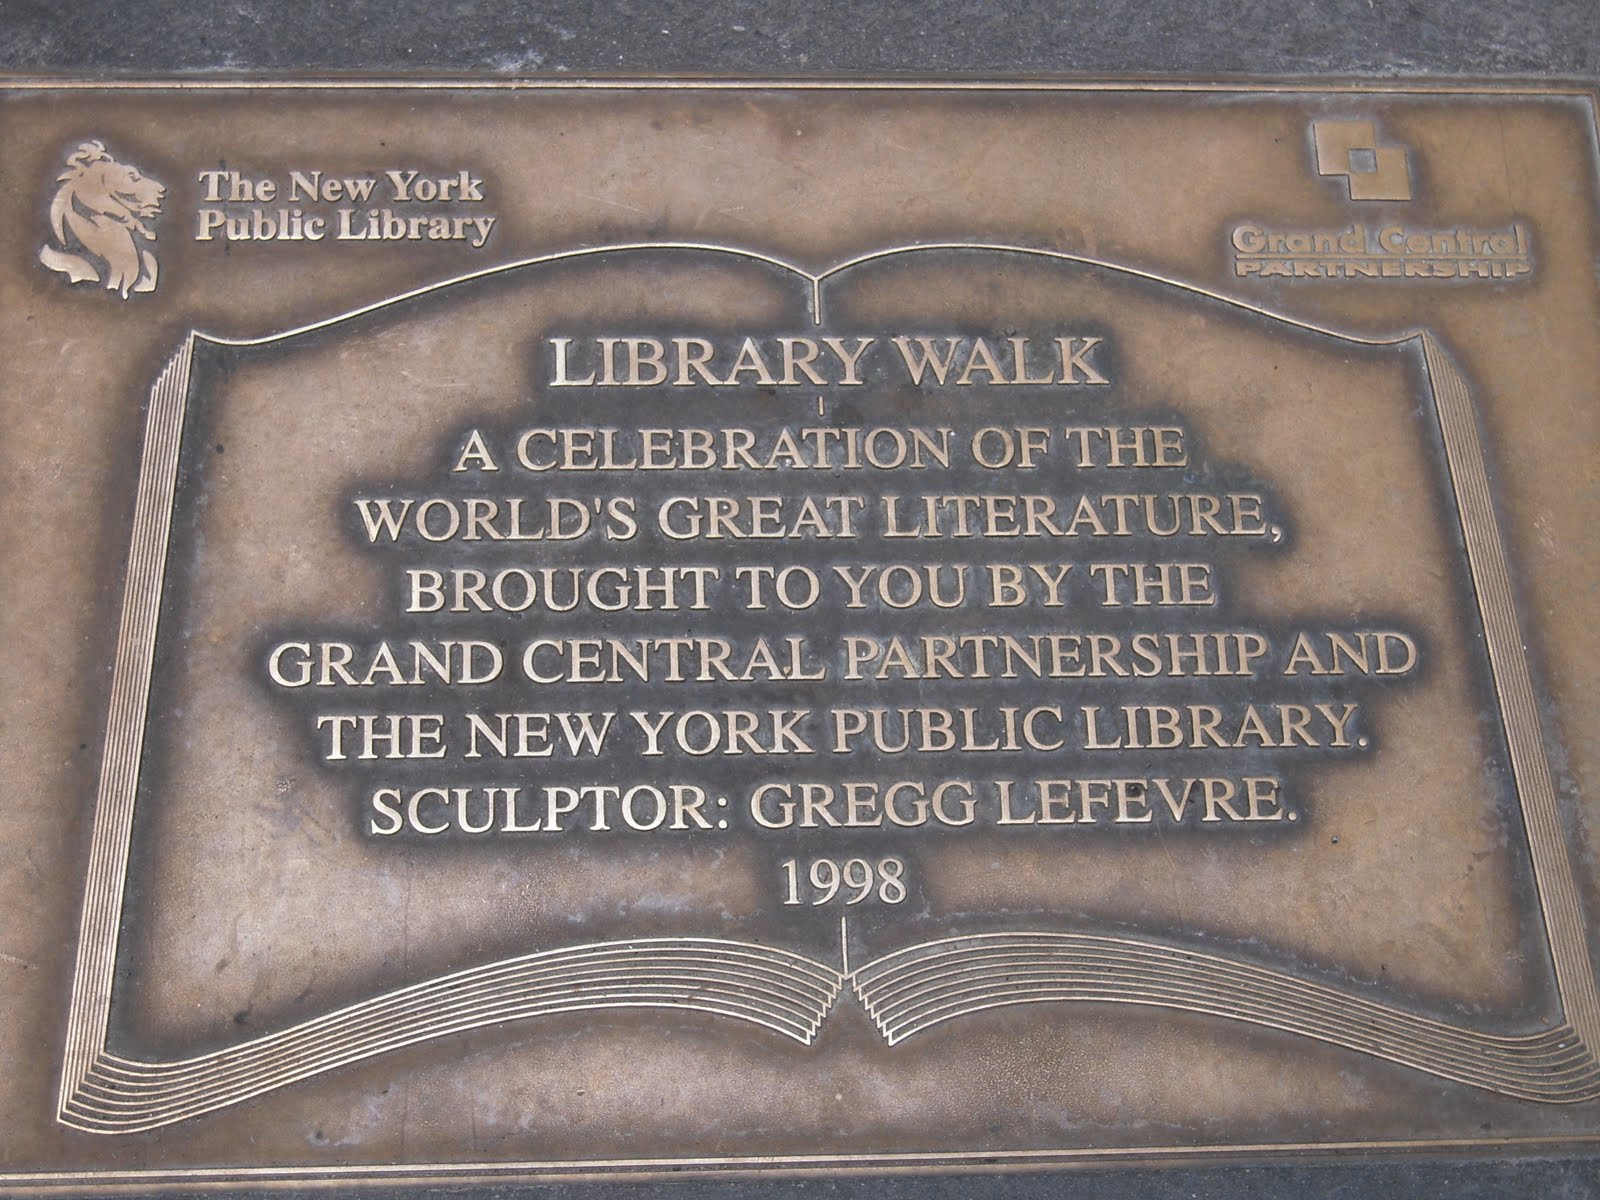 The New York
Public Library
Grand Central
PARTNERSHIP
LIBRARY WALK
A CELEBRATION OF THE
WORLD'S GREAT LITERATURE,
BROUGHT TO YOU BY THE
GRAND CENTRAL PARTNERSHIP AND
THE NEW YORK PUBLIC LIBRARY.
SCULPTOR: GREGG LEFEVRE.
1998